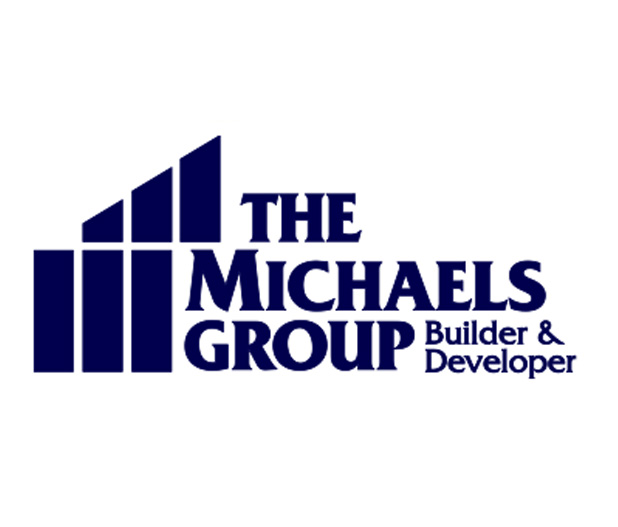 THE
MICHAELS
GROUP Builder &
Developer